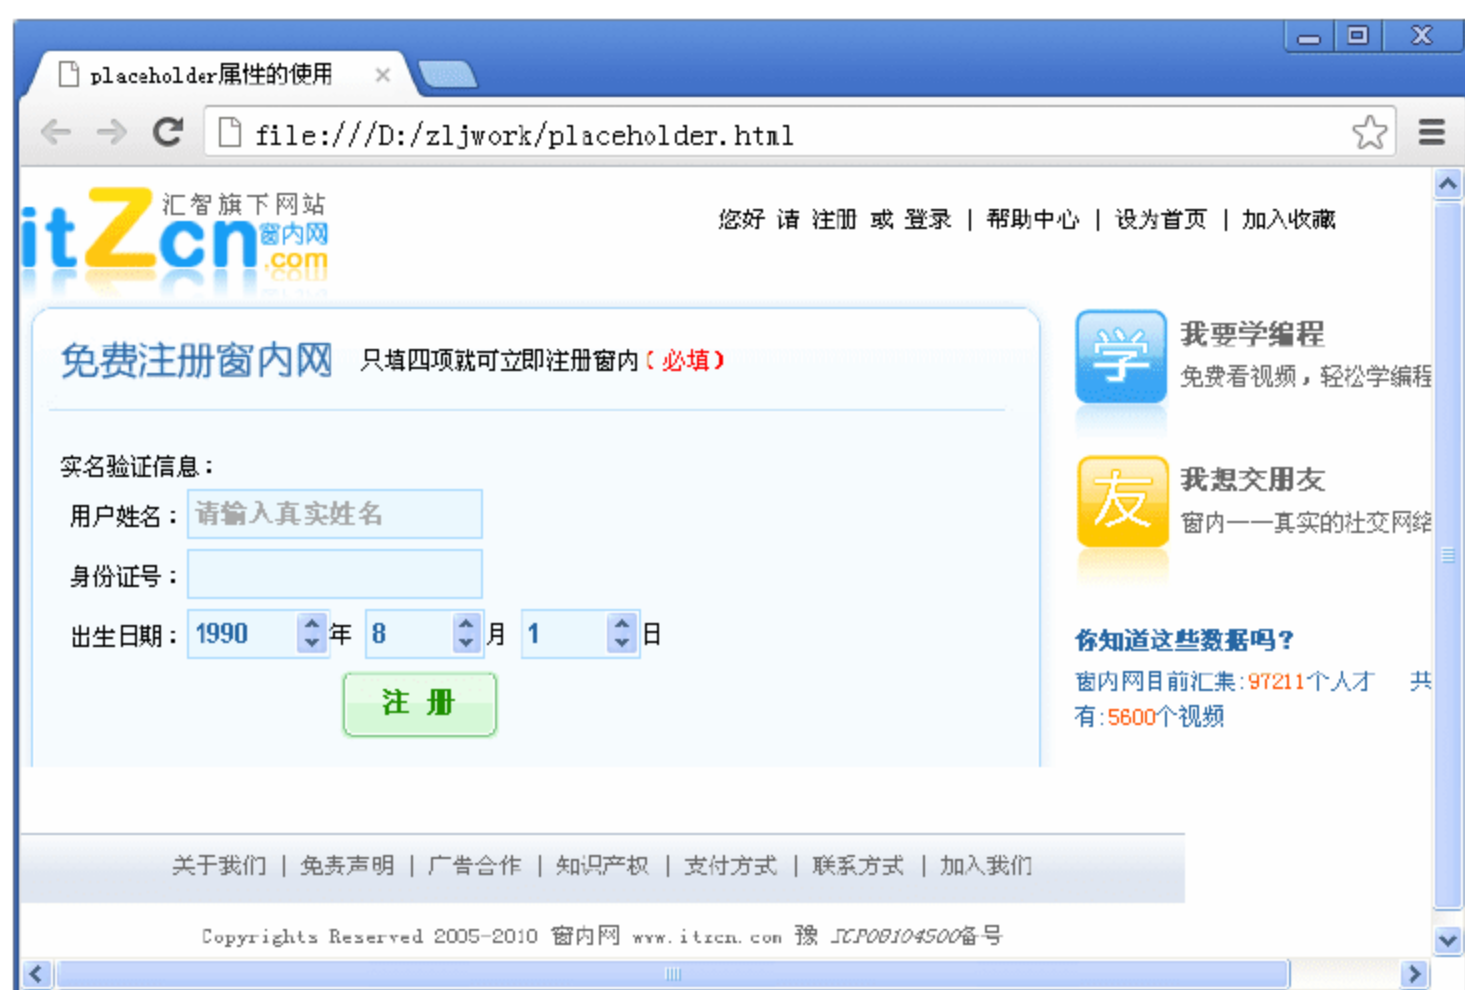 placeholder属性的使用
file:///D:/zljwork/placeholder.html
itZcn 汇智旗下网站
窗内网
.com
您好 请 注册 或 登录 | 帮助中心 | 设为首页 | 加入收藏
免费注册窗内网 只填四项就可立即注册窗内(必填)
实名验证信息:
用户姓名: 请输入真实姓名
身份证号:
出生日期: 1990 年 8 月 1 日
注 册
学 我要学编程
免费看视频,轻松学编程
友 我想交朋友
窗内——真实的社交网络
你知道这些数据吗?
窗内网目前汇集:97211个人才 共
有:5600个视频
关于我们 | 免责声明 | 广告合作 | 知识产权 | 支付方式 | 联系方式 | 加入我们
Copyrights Reserved 2005-2010 窗内网 www.itzcn.com 豫 ICP08104500备号